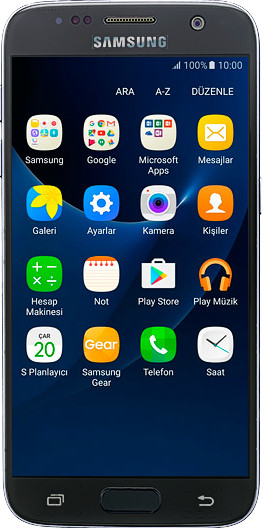 SAMSUNG
100% 10:00
ARA A-Z DÜZENLE
Samsung Google Microsoft Apps Mesajlar
Galeri Ayarlar Kamera Kişiler
Hesap Makinesi Not Play Store Play Müzik
ÇAR
20
Gear
S Planlayıcı Samsung Gear Telefon Saat